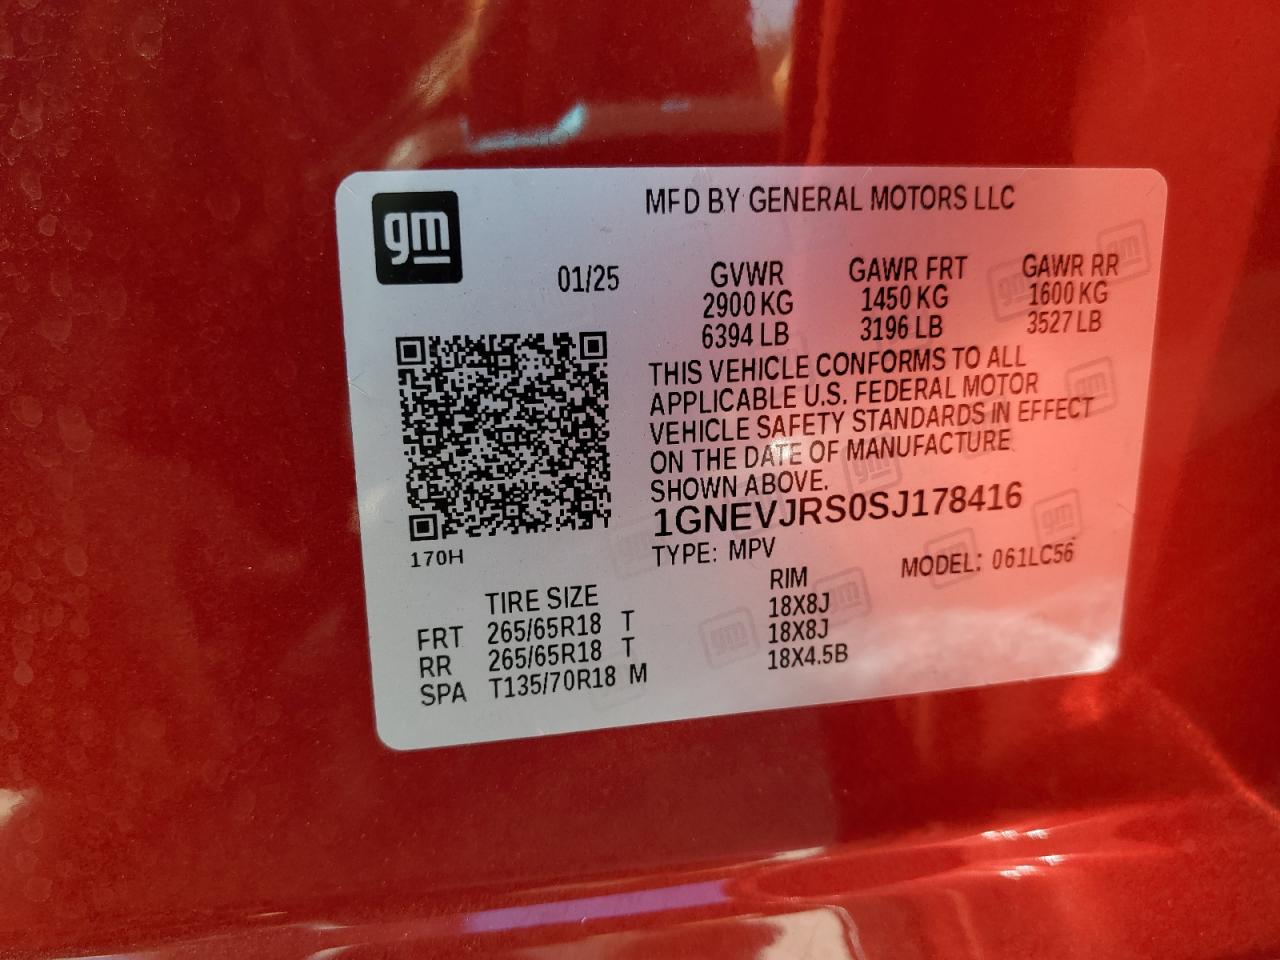 gm
MFD BY GENERAL MOTORS LLC
01/25 GVWR GAWR FRT GAWR RR
2900 KG 1450 KG 1600 KG
6394 LB 3196 LB 3527 LB
THIS VEHICLE CONFORMS TO ALL
APPLICABLE U.S. FEDERAL MOTOR
VEHICLE SAFETY STANDARDS IN EFFECT
ON THE DATE OF MANUFACTURE
SHOWN ABOVE.
1GNEVJRS0SJ178416
170H
TYPE: MPV MODEL: 061LC56
TIRE SIZE RIM
FRT 265/65R18 T 18X8J
RR 265/65R18 T 18X8J
SPA T135/70R18 M 18X4.5B